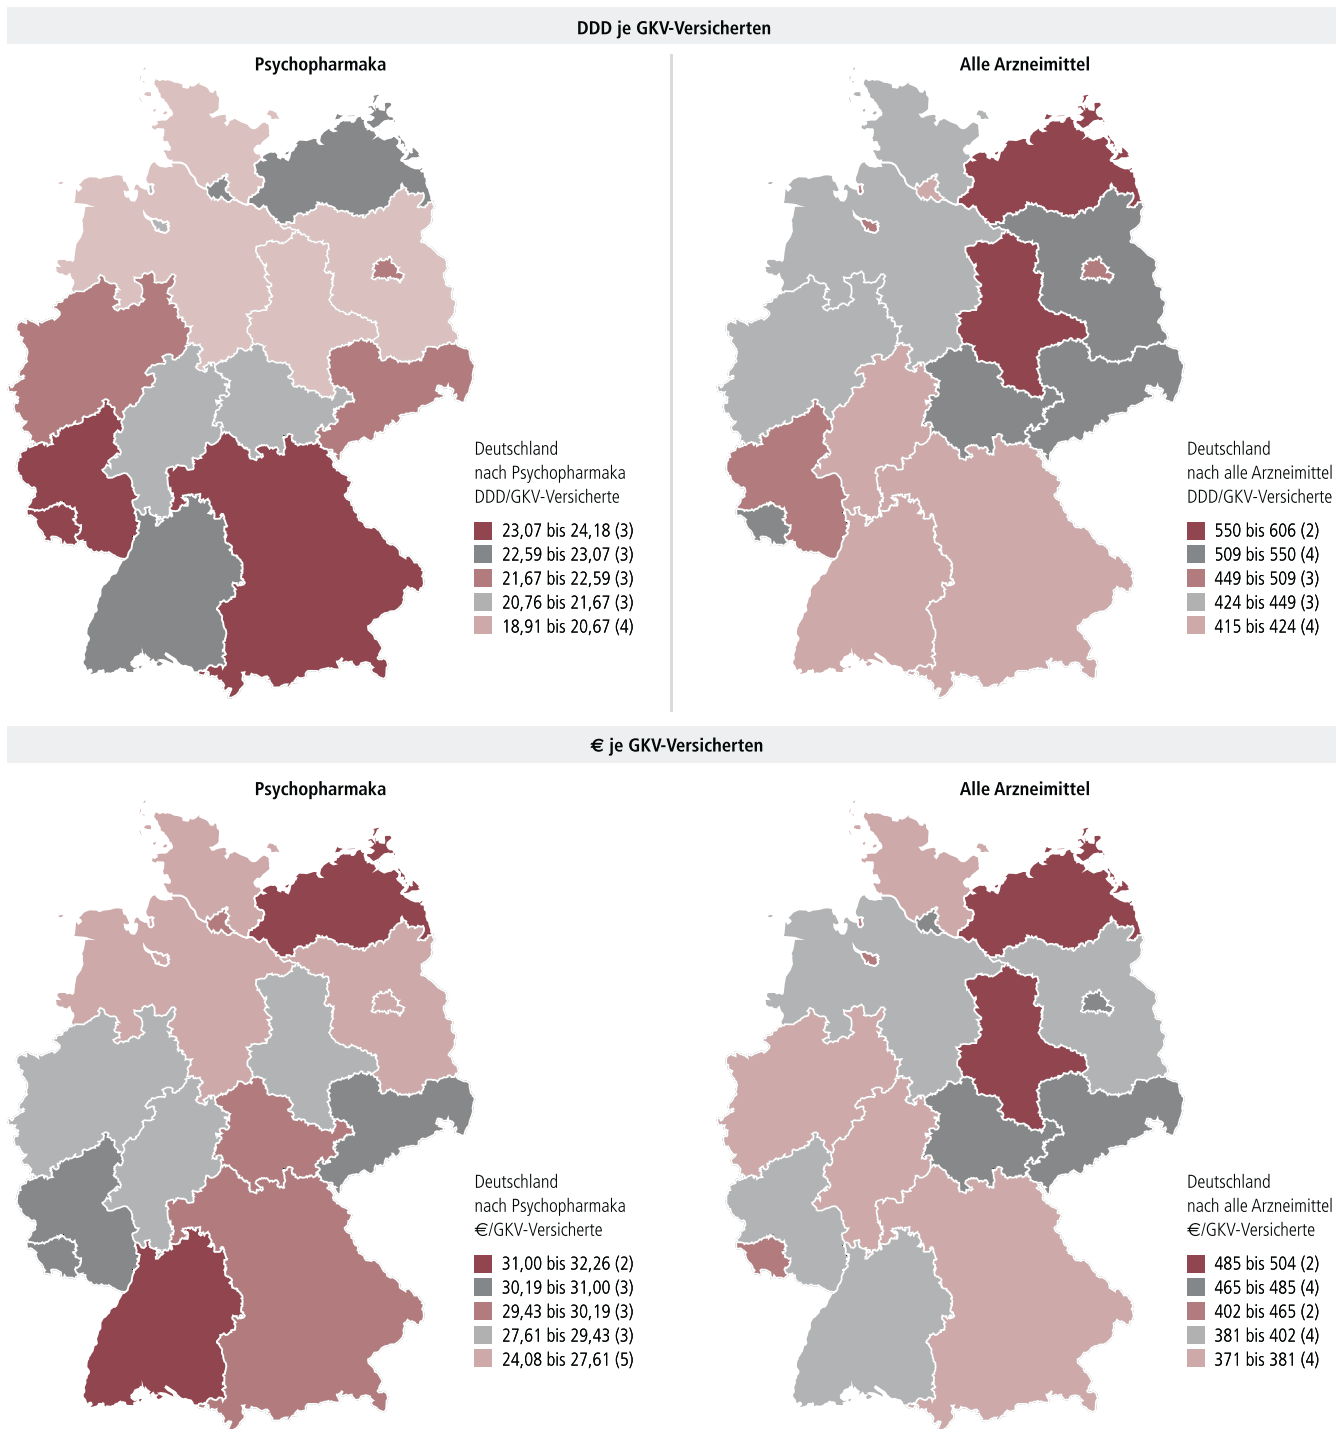 DDD je GKV-Versicherten
Psychopharmaka
Alle Arzneimittel
Deutschland
nach Psychopharmaka
DDD/GKV-Versicherte
23,07 bis 24,18 (3)
22,59 bis 23,07 (3)
21,67 bis 22,59 (3)
20,76 bis 21,67 (3)
18,91 bis 20,67 (4)
Deutschland
nach alle Arzneimittel
DDD/GKV-Versicherte
550 bis 606 (2)
509 bis 550 (4)
449 bis 509 (3)
424 bis 449 (3)
415 bis 424 (4)
€ je GKV-Versicherten
Psychopharmaka
Alle Arzneimittel
Deutschland
nach Psychopharmaka
€/GKV-Versicherte
31,00 bis 32,26 (2)
30,19 bis 31,00 (3)
29,43 bis 30,19 (3)
27,61 bis 29,43 (3)
24,08 bis 27,61 (5)
Deutschland
nach alle Arzneimittel
€/GKV-Versicherte
485 bis 504 (2)
465 bis 485 (4)
402 bis 465 (2)
381 bis 402 (4)
371 bis 381 (4)